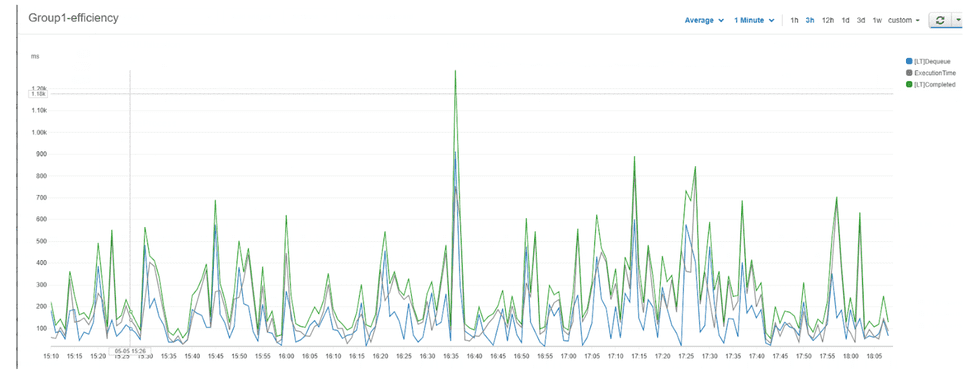 Group1-efficiency
Average 1 Minute 1h 3h 12h 1d 3d 1w custom
ms
[LT]Dequeue
ExecutionTime
[LT]Completed
1.20k
1.18k
1.10k
1.00k
900
800
700
600
500
400
300
200
100
05-05 15:26
15:10 15:15 15:20 15:25 15:30 15:35 15:40 15:45 15:50 15:55 16:00 16:05 16:10 16:15 16:20 16:25 16:30 16:35 16:40 16:45 16:50 16:55 17:00 17:05 17:10 17:15 17:20 17:25 17:30 17:35 17:40 17:45 17:50 17:55 18:00 18:05